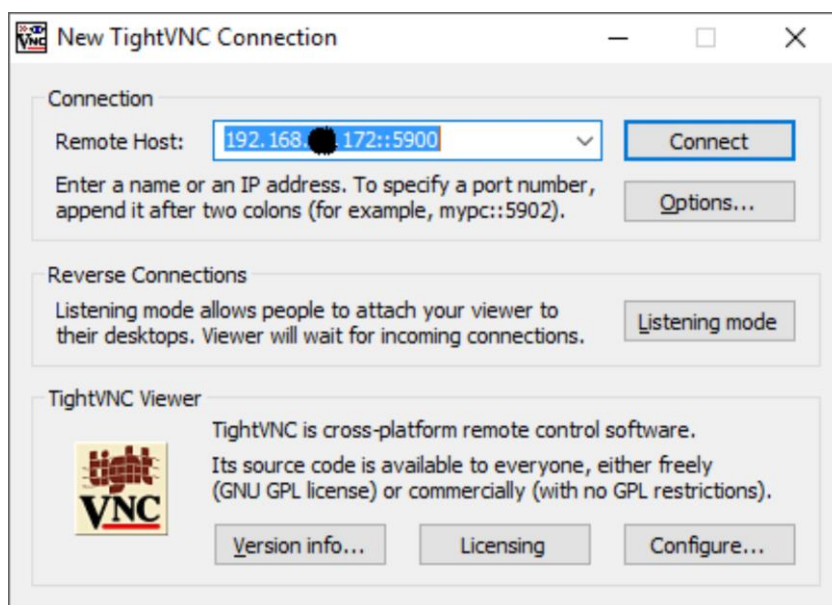 New TightVNC Connection
Connection
Remote Host:
192.168. 172::5900
Connect
Enter a name or an IP address. To specify a port number,
append it after two colons (for example, mypc::5902).
Options...
Reverse Connections
Listening mode allows people to attach your viewer to
their desktops. Viewer will wait for incoming connections.
Listening mode
TightVNC Viewer
TightVNC is cross-platform remote control software.
Its source code is available to everyone, either freely
(GNU GPL license) or commercially (with no GPL restrictions).
tight
VNC
Version info...
Licensing
Configure...